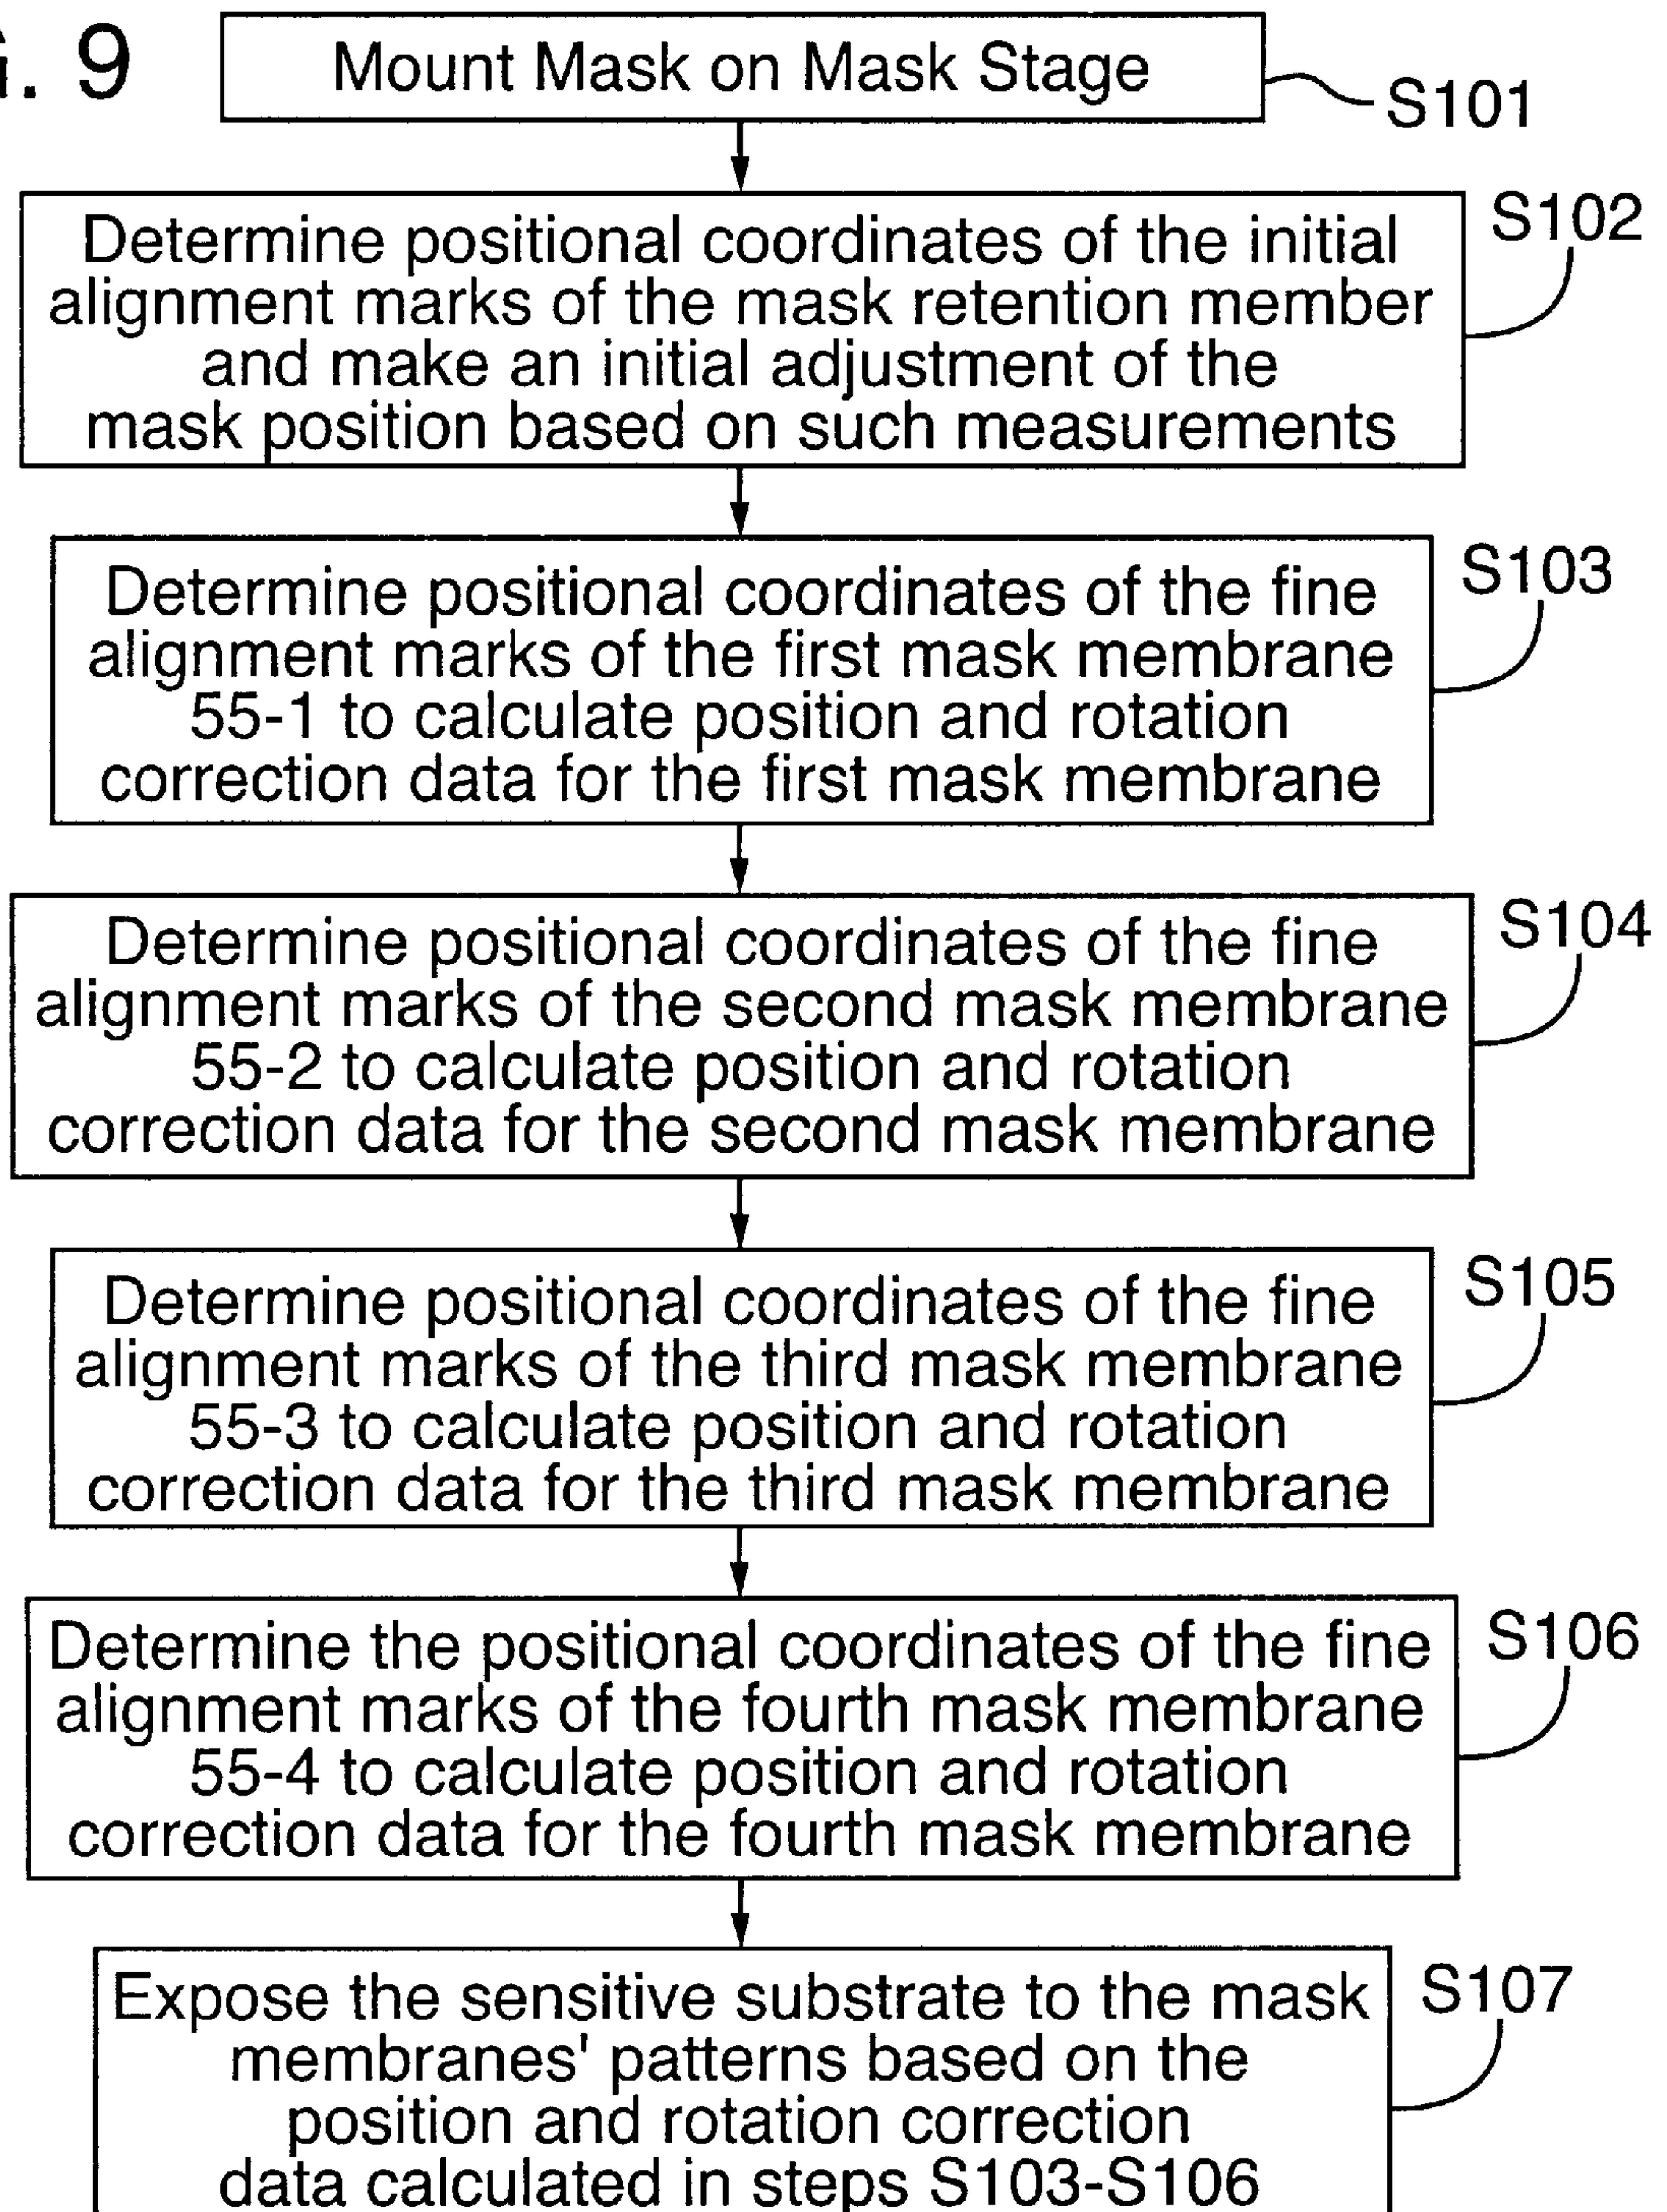 G. 9
Mount Mask on Mask Stage
S101
Determine positional coordinates of the initial
alignment marks of the mask retention member
and make an initial adjustment of the
mask position based on such measurements
S102
Determine positional coordinates of the fine
alignment marks of the first mask membrane
55-1 to calculate position and rotation
correction data for the first mask membrane
S103
Determine positional coordinates of the fine
alignment marks of the second mask membrane
55-2 to calculate position and rotation
correction data for the second mask membrane
S104
Determine positional coordinates of the fine
alignment marks of the third mask membrane
55-3 to calculate position and rotation
correction data for the third mask membrane
S105
Determine the positional coordinates of the fine
alignment marks of the fourth mask membrane
55-4 to calculate position and rotation
correction data for the fourth mask membrane
S106
Expose the sensitive substrate to the mask
membranes' patterns based on the
position and rotation correction
data calculated in steps S103-S106
S107